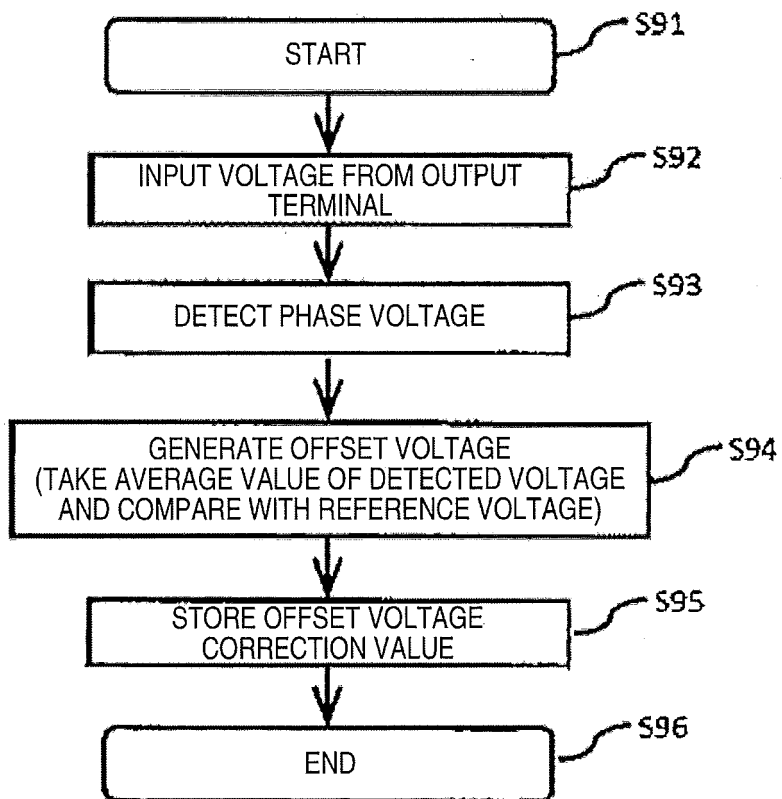 START
S91
INPUT VOLTAGE FROM OUTPUT
TERMINAL
S92
DETECT PHASE VOLTAGE
S93
GENERATE OFFSET VOLTAGE
(TAKE AVERAGE VALUE OF DETECTED VOLTAGE
AND COMPARE WITH REFERENCE VOLTAGE)
S94
STORE OFFSET VOLTAGE
CORRECTION VALUE
S95
END
S96